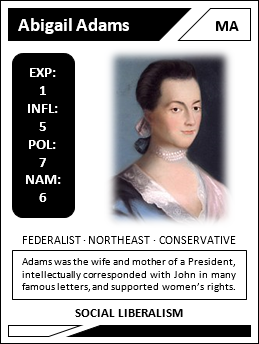 Abigail Adams
MA
EXP:
1
INFL:
5
POL:
7
NAM:
6
FEDERALIST · NORTHEAST · CONSERVATIVE
Adams was the wife and mother of a President,
intellectually corresponded with John in many
famous letters, and supported women's rights.
SOCIAL LIBERALISM